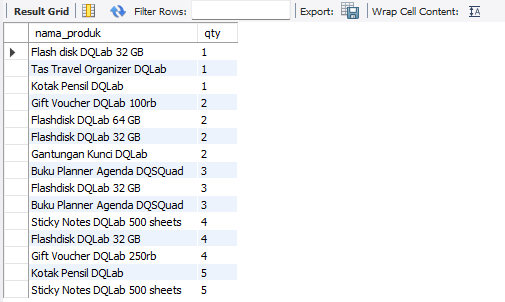 Result Grid Filter Rows: Export: Wrap Cell Content:
nama_produk qty
Flash disk DQLab 32 GB 1
Tas Travel Organizer DQLab 1
Kotak Pensil DQLab 1
Gift Voucher DQLab 100rb 2
Flashdisk DQLab 64 GB 2
Flashdisk DQLab 32 GB 2
Gantungan Kunci DQLab 2
Buku Planner Agenda DQSQuad 3
Flashdisk DQLab 32 GB 3
Buku Planner Agenda DQSQuad 3
Sticky Notes DQLab 500 sheets 4
Flashdisk DQLab 32 GB 4
Gift Voucher DQLab 250rb 4
Kotak Pensil DQLab 5
Sticky Notes DQLab 500 sheets 5